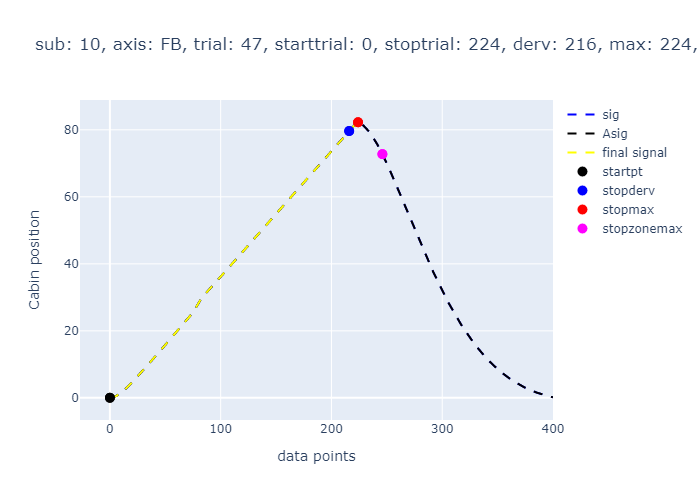 sub: 10, axis: FB, trial: 47, starttrial: 0, stoptrial: 224, derv: 216, max: 224,
80
60
40
20
0
0 100 200 300 400
Cabin position
data points
sig
Asig
final signal
startpt
stopderv
stopmax
stopzonemax